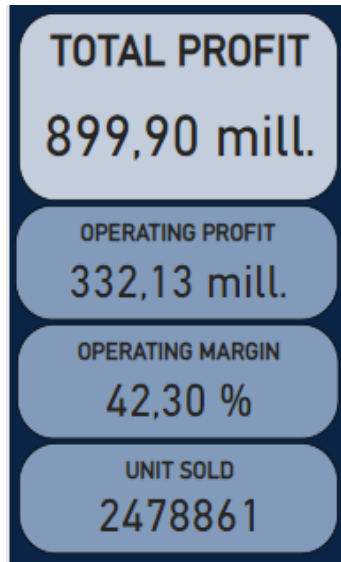 TOTAL PROFIT
899,90 mill.
OPERATING PROFIT
332,13 mill.
OPERATING MARGIN
42,30 %
UNIT SOLD
2478861